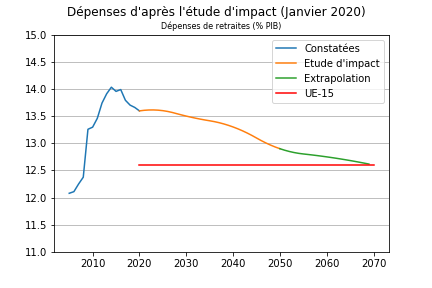 Dépenses d'après l'étude d'impact (Janvier 2020)
Dépenses de retraites (% PIB)
15.0
14.5
14.0
13.5
13.0
12.5
12.0
11.5
11.0
Constatées
Etude d'impact
Extrapolation
UE-15
2010 2020 2030 2040 2050 2060 2070